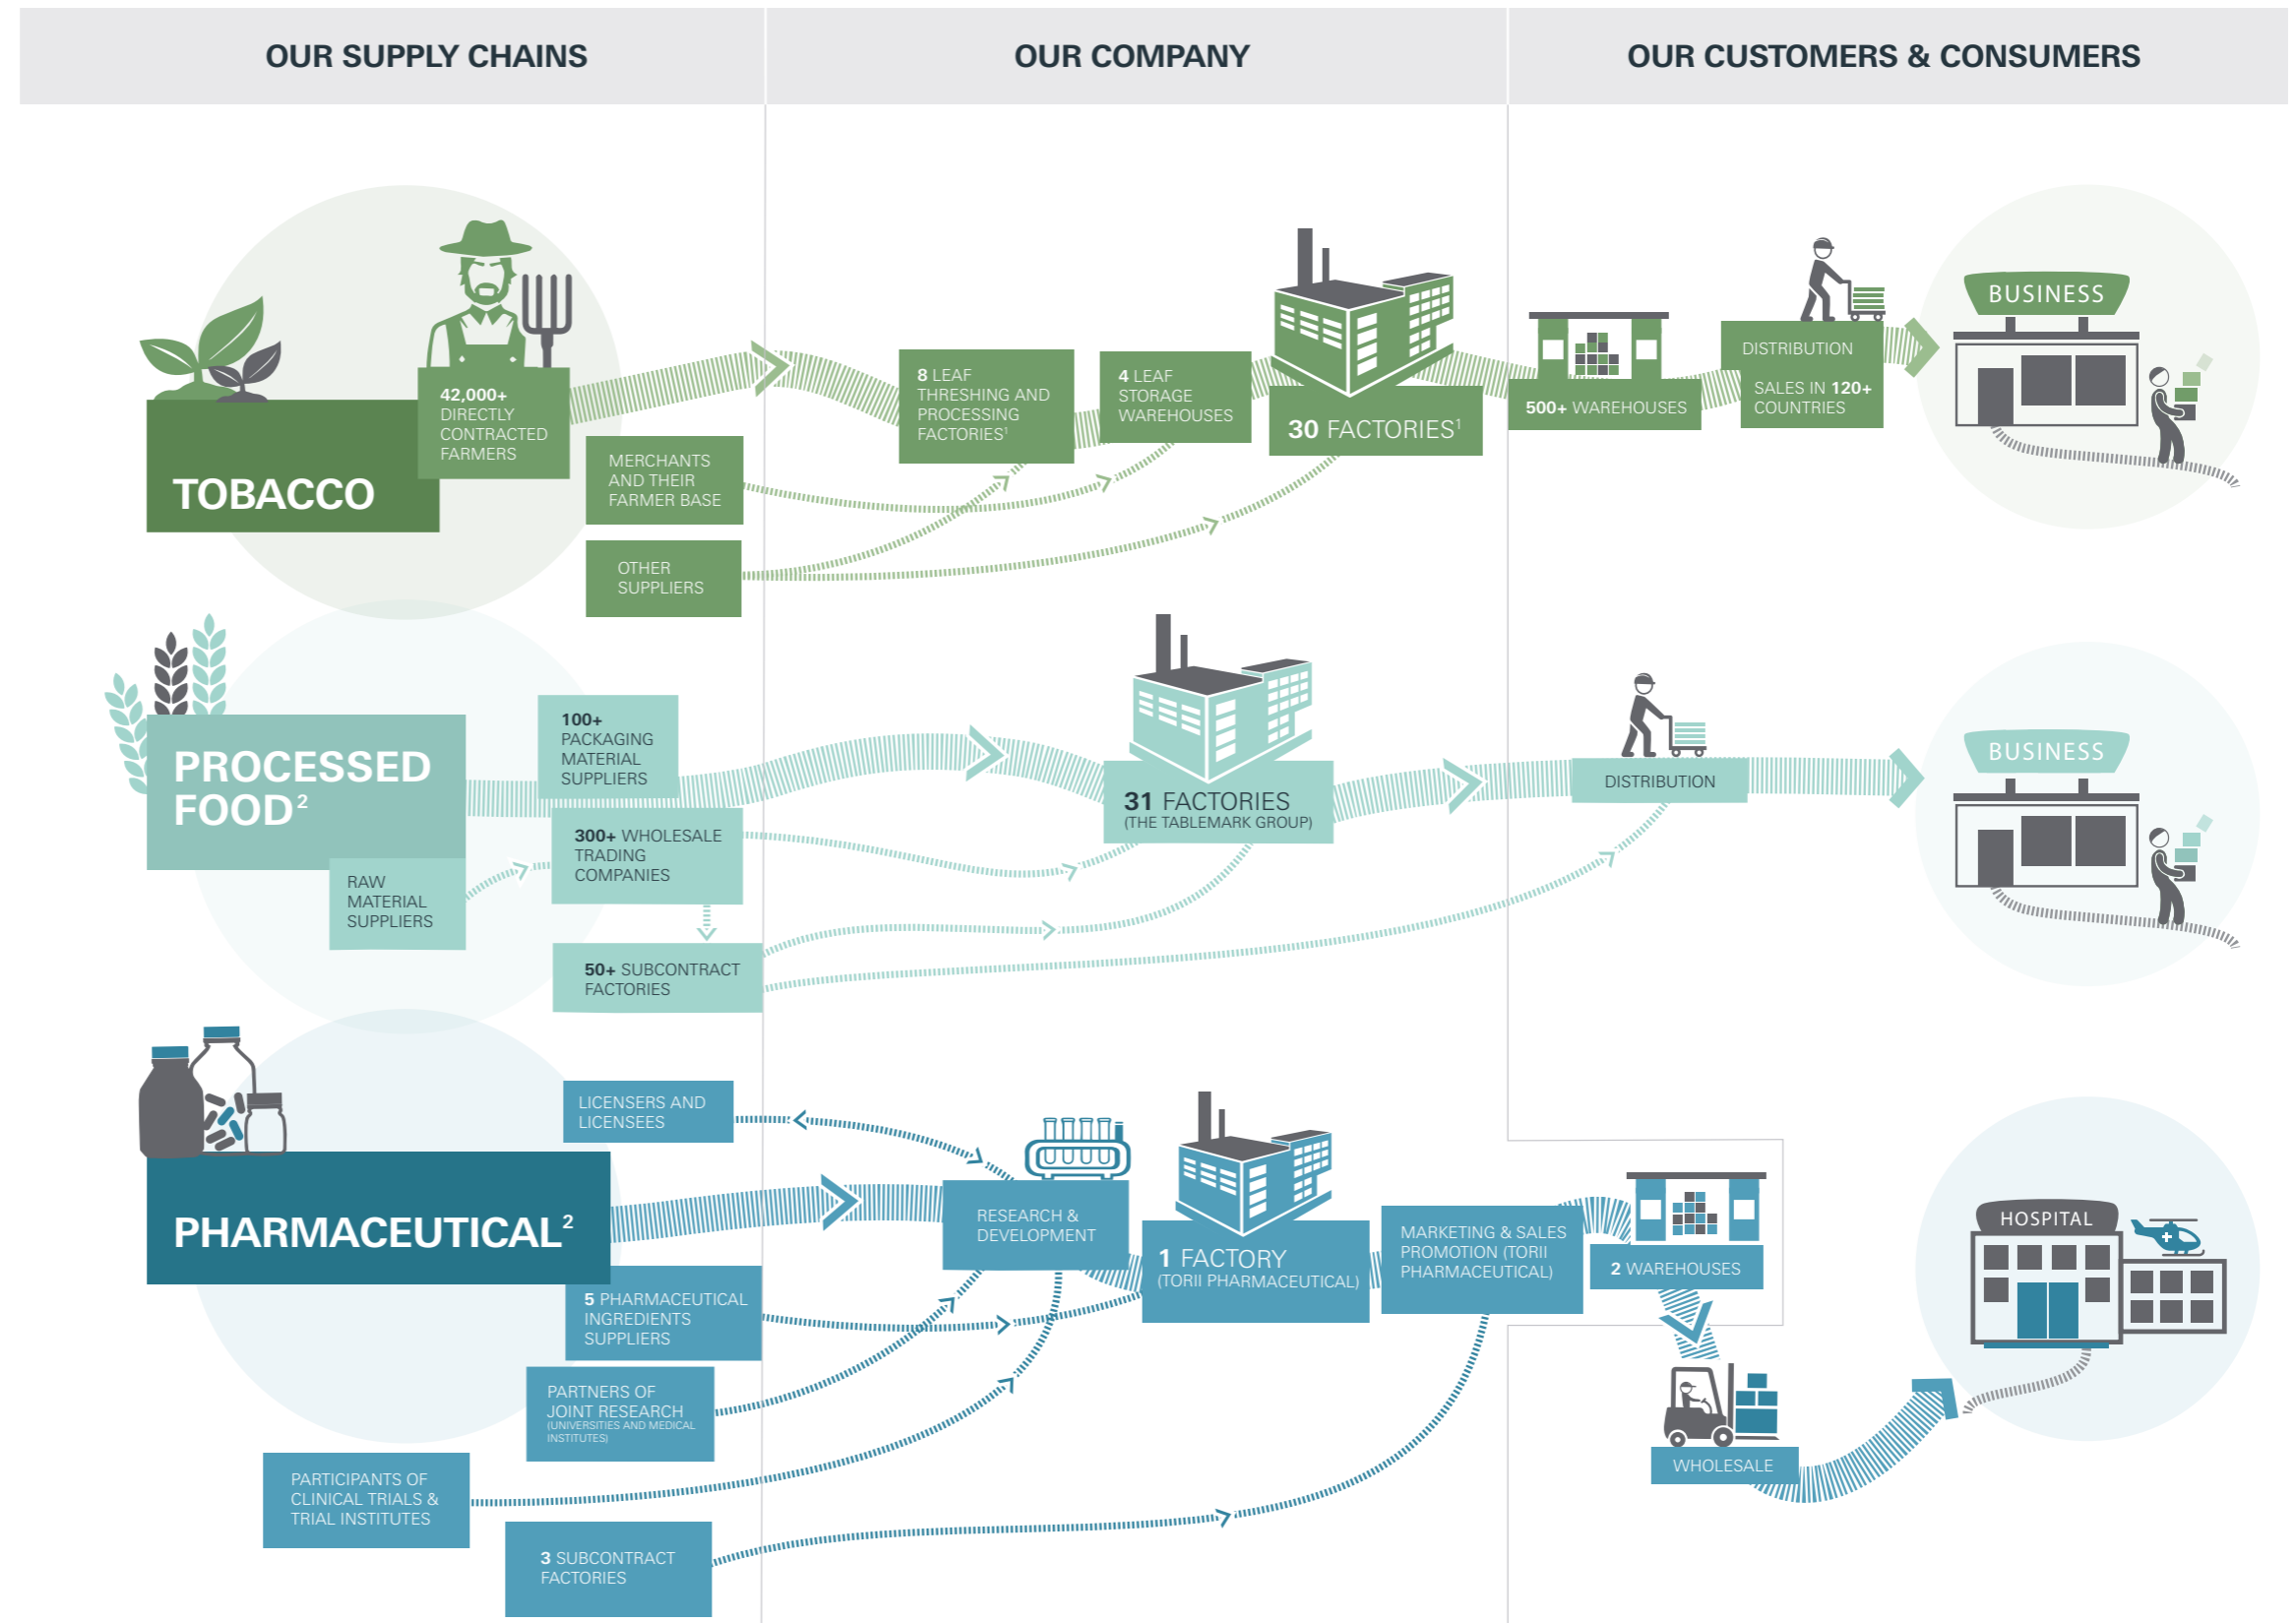 OUR SUPPLY CHAINS
OUR COMPANY
OUR CUSTOMERS & CONSUMERS
TOBACCO
42,000+
DIRECTLY
CONTRACTED
FARMERS
MERCHANTS
AND THEIR
FARMER BASE
OTHER
SUPPLIERS
8 LEAF
THRESHING AND
PROCESSING
FACTORIES¹
4 LEAF
STORAGE
WAREHOUSES
30 FACTORIES¹
500+ WAREHOUSES
DISTRIBUTION
SALES IN 120+
COUNTRIES
BUSINESS
PROCESSED
FOOD²
100+
PACKAGING
MATERIAL
SUPPLIERS
300+ WHOLESALE
TRADING
COMPANIES
RAW
MATERIAL
SUPPLIERS
50+ SUBCONTRACT
FACTORIES
31 FACTORIES
(THE TABLEMARK GROUP)
DISTRIBUTION
BUSINESS
PHARMACEUTICAL²
LICENSERS AND
LICENSEES
5 PHARMACEUTICAL
INGREDIENTS
SUPPLIERS
PARTNERS OF
JOINT RESEARCH
(UNIVERSITIES AND MEDICAL
INSTITUTES)
PARTICIPANTS OF
CLINICAL TRIALS &
TRIAL INSTITUTES
3 SUBCONTRACT
FACTORIES
RESEARCH &
DEVELOPMENT
1 FACTORY
(TORII PHARMACEUTICAL)
MARKETING & SALES
PROMOTION (TORII
PHARMACEUTICAL)
2 WAREHOUSES
WHOLESALE
HOSPITAL